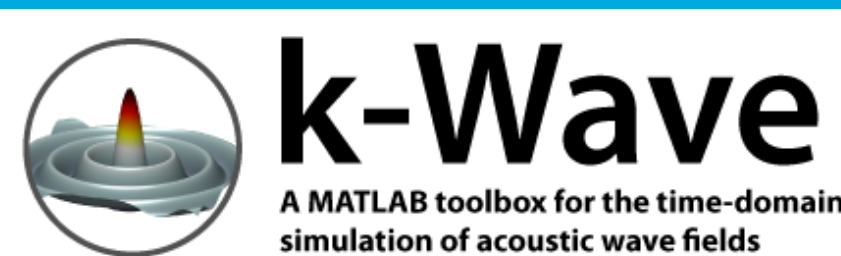 k-Wave
A MATLAB toolbox for the time-domain
simulation of acoustic wave fields